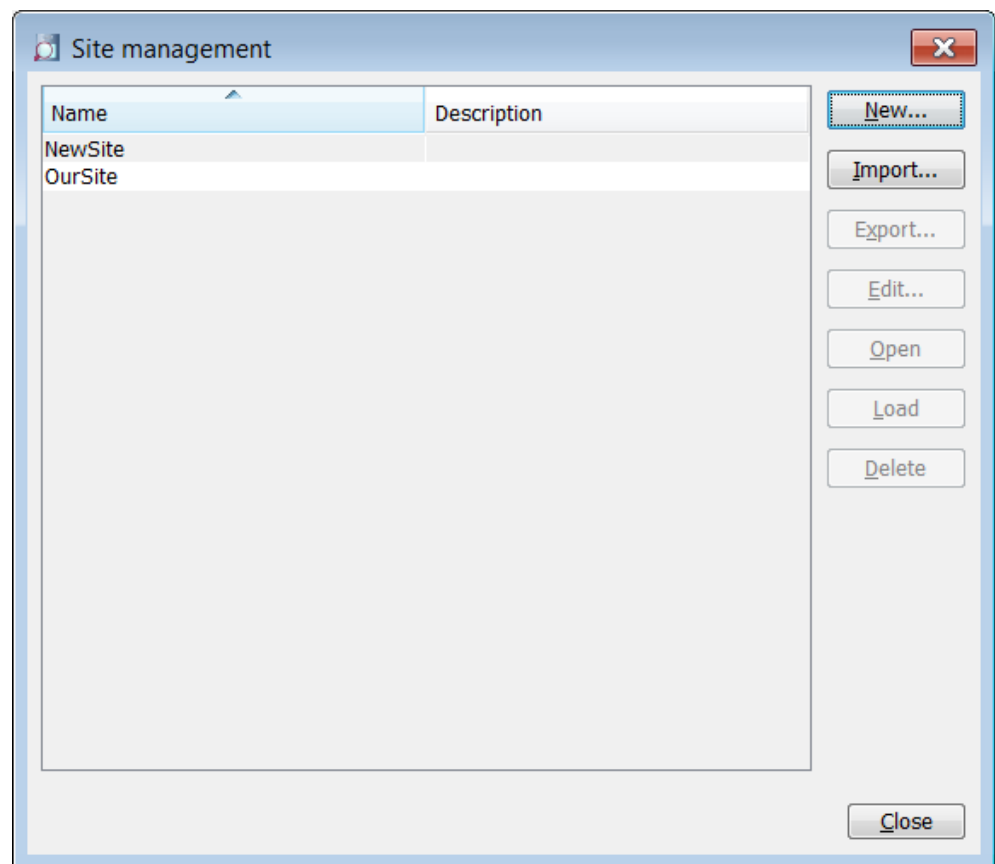 Site management
Name Description
NewSite
OurSite
New...
Import...
Export...
Edit...
Open
Load
Delete
Close